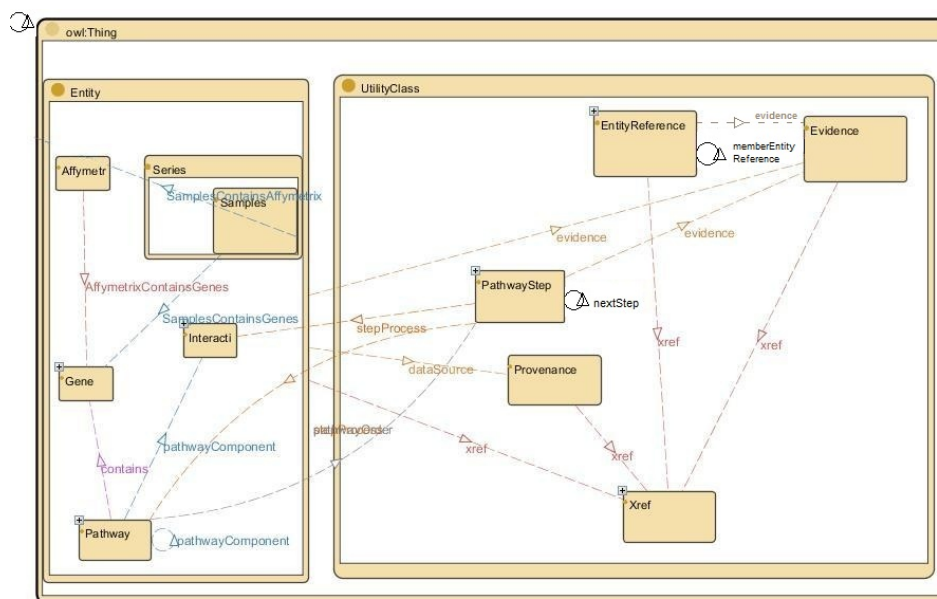 owl:Thing
Entity
UtilityClass
EntityReference
evidence
Evidence
memberEntity
Reference
Affymetr
Series
SamplesContainsAffymetrix
Samples
evidence
evidence
PathwayStep
nextStep
AffymetrixContainsGenes
SamplesContainsGenes
stepProcess
Interacti
xref
xref
dataSource
Provenance
Gene
pathwayComponent
xref
xref
contains
Xref
Pathway
pathwayComponent